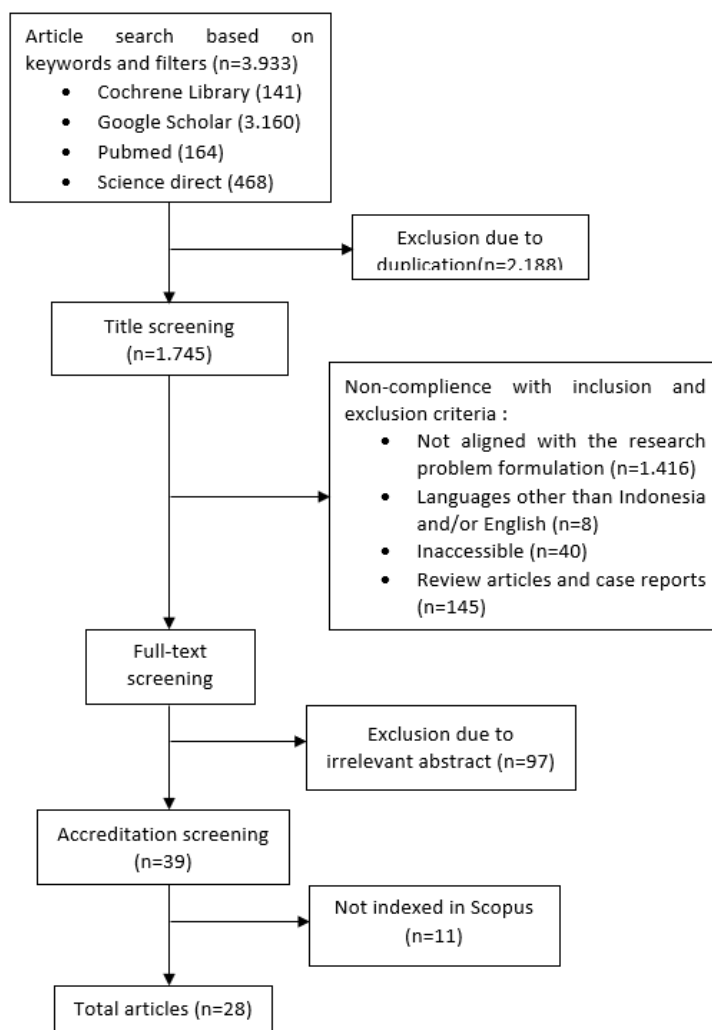 Article search based on
keywords and filters (n=3.933)
• Cochrene Library (141)
• Google Scholar (3.160)
• Pubmed (164)
• Science direct (468)
Exclusion due to
duplication(n=2.188)
Title screening
(n=1.745)
Non-complience with inclusion and
exclusion criteria :
• Not aligned with the research
problem formulation (n=1.416)
• Languages other than Indonesia
and/or English (n=8)
• Inaccessible (n=40)
• Review articles and case reports
(n=145)
Full-text
screening
Exclusion due to
irrelevant abstract (n=97)
Accreditation screening
(n=39)
Not indexed in Scopus
(n=11)
Total articles (n=28)